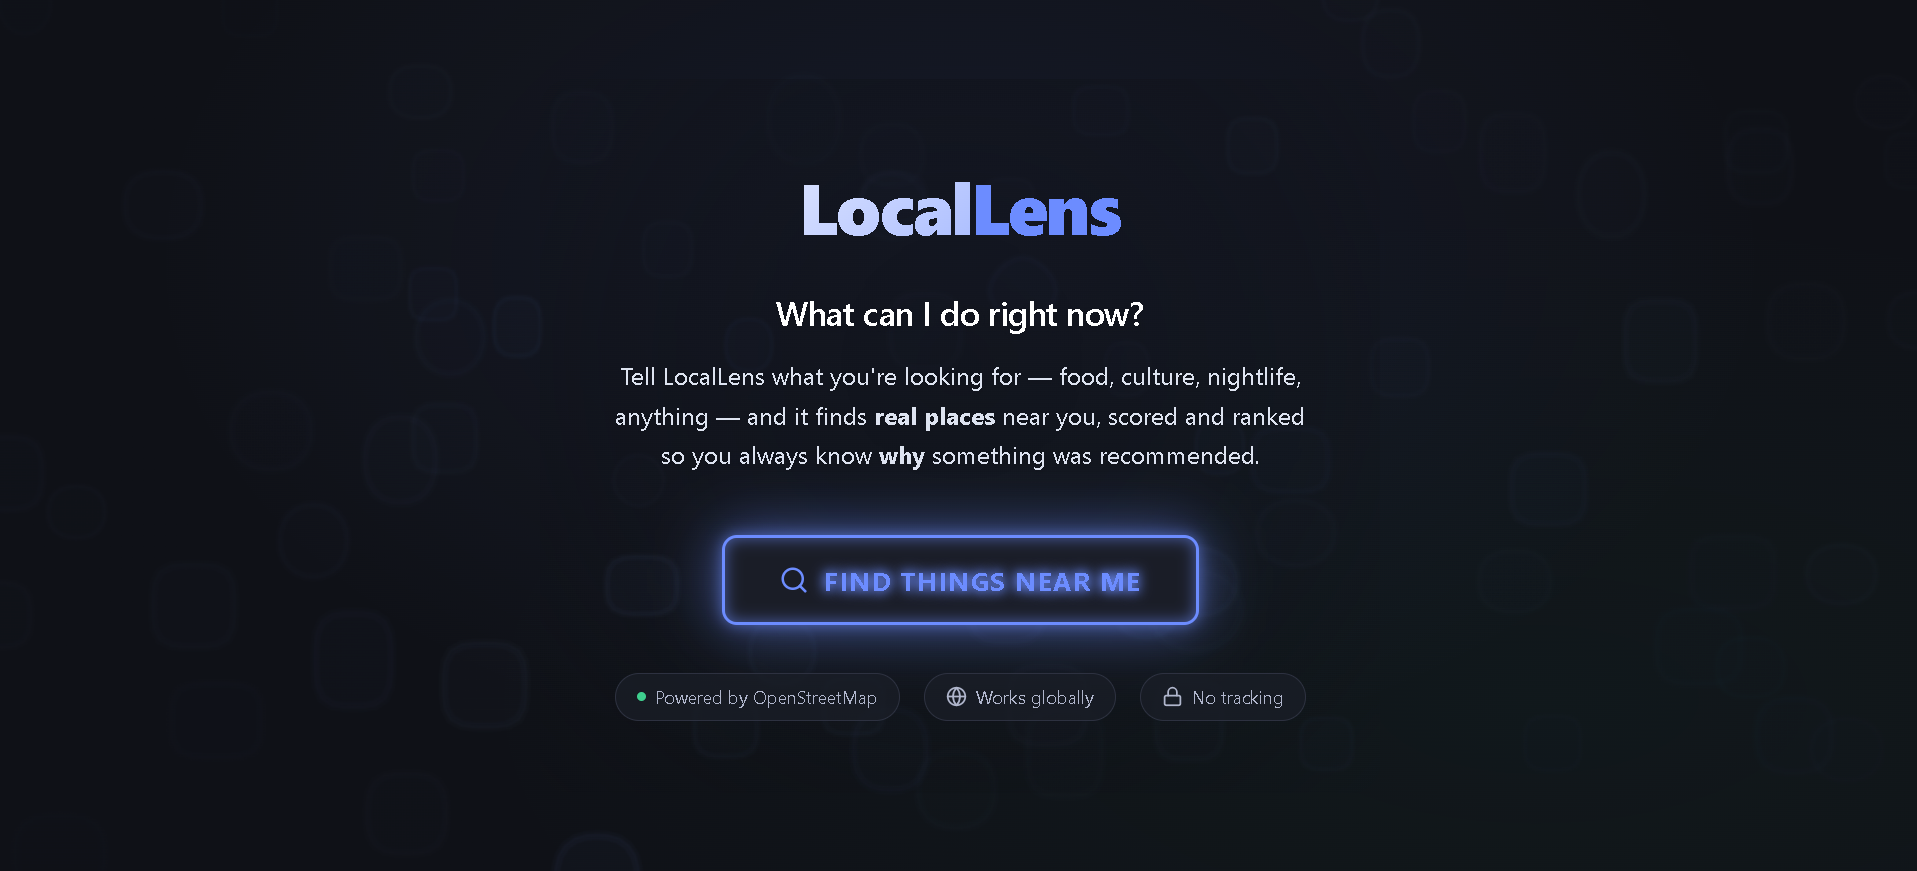 LocalLens
What can I do right now?
Tell LocalLens what you're looking for — food, culture, nightlife,
anything — and it finds real places near you, scored and ranked
so you always know why something was recommended.
FIND THINGS NEAR ME
Powered by OpenStreetMap
Works globally
No tracking